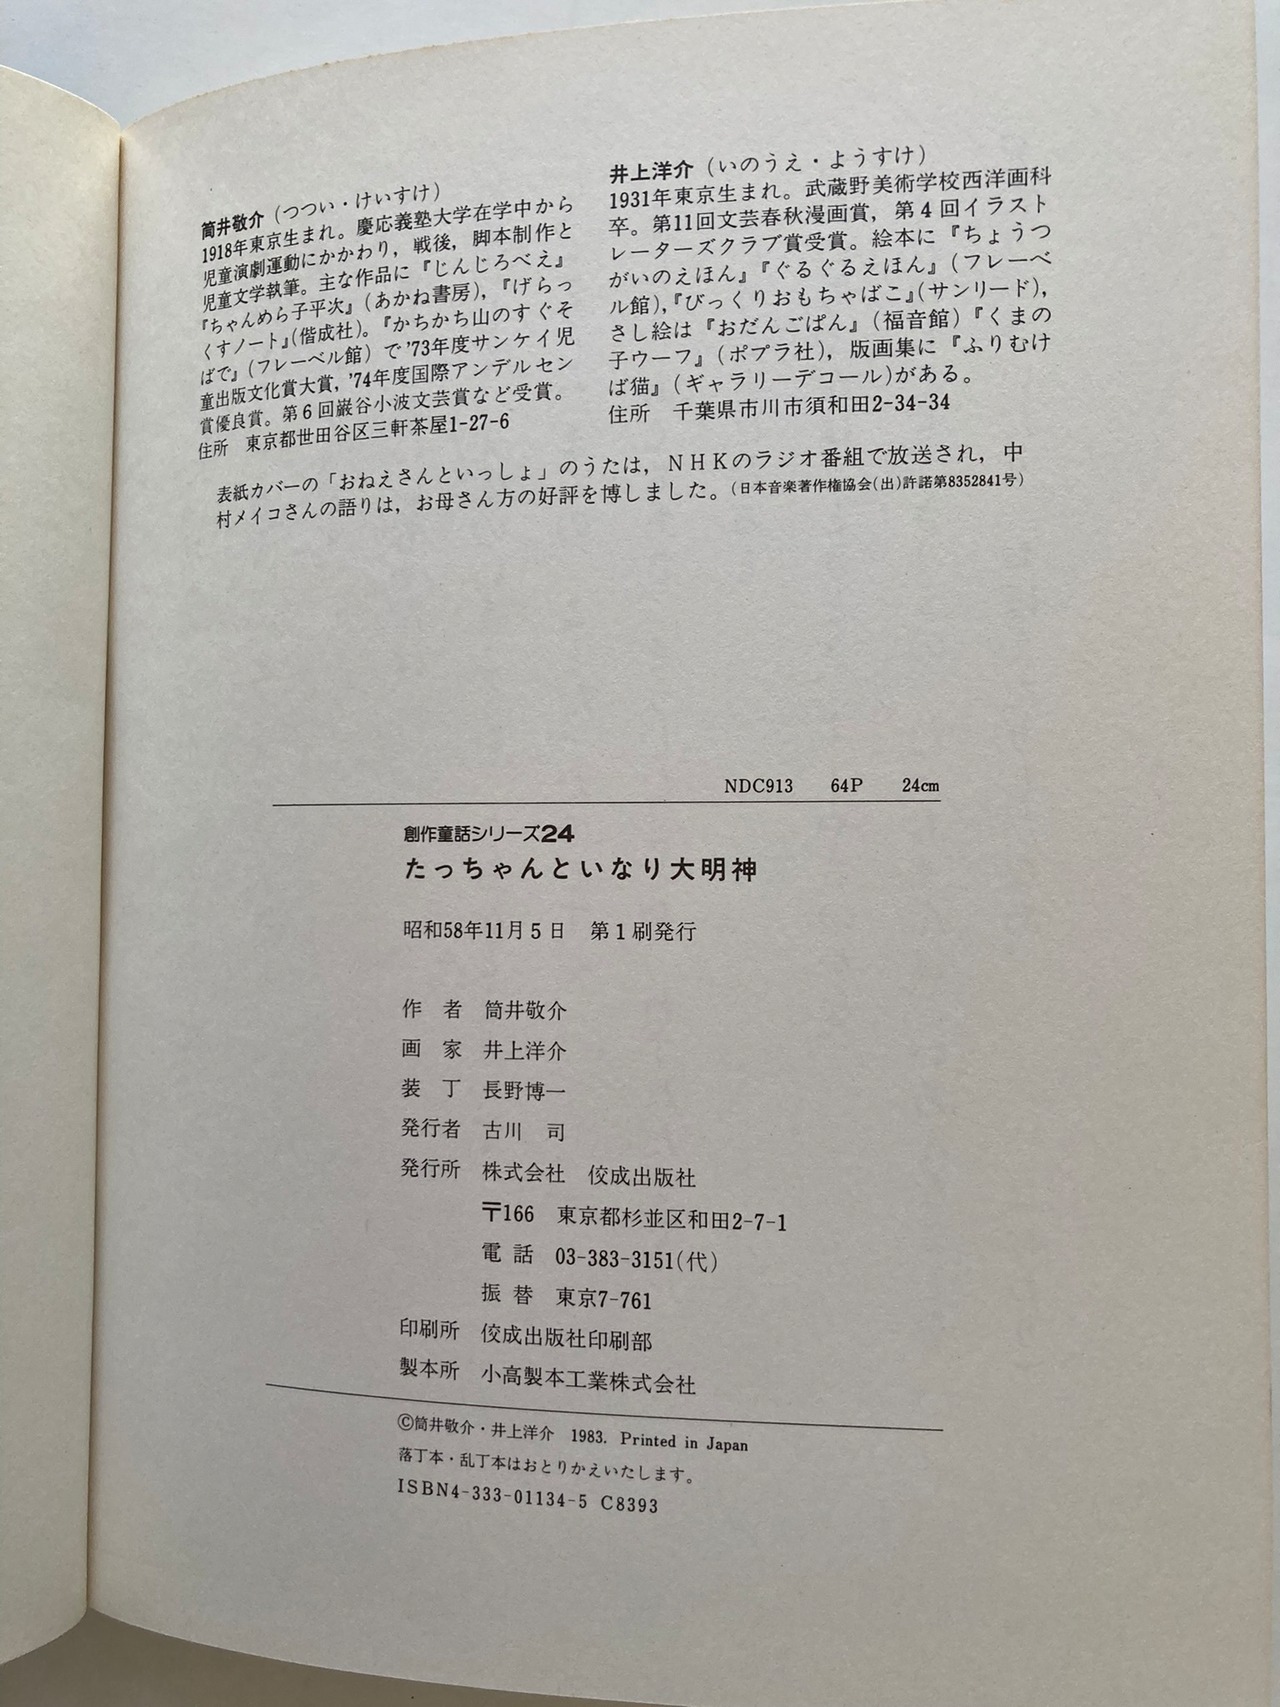 筒井敬介（つつい・けいすけ）
1918年東京生まれ。慶応義塾大学在学中から
児童演劇運動にかかわり，戦後，脚本制作と
児童文学執筆。主な作品に『じんじろべえ』
『ちゃんめら子平次』（あかね書房），『げらっ
くすノート』（偕成社）。『かちかち山のすぐそ
ばで』（フレーベル館）で'73年度サンケイ児
童出版文化賞大賞，'74年度国際アンデルセン
賞優良賞。第6回巌谷小波文芸賞など受賞。
住所　東京都世田谷区三軒茶屋1-27-6
井上洋介（いのうえ・ようすけ）
1931年東京生まれ。武蔵野美術学校西洋画科
卒。第11回文芸春秋漫画賞，第4回イラスト
レーターズクラブ賞受賞。絵本に『ちょうつ
がいのえほん』『ぐるぐるえほん』（フレーベ
ル館），『びっくりおもちゃばこ』（サンリード），
さし絵は『おだんごぱん』（福音館）『くまの
子ウーフ』（ポプラ社），版画集に『ふりむけ
ば猫』（ギャラリーデコール）がある。
住所　千葉県市川市須和田2-34-34
表紙カバーの「おねえさんといっしょ」のうたは，NHKのラジオ番組で放送され，中
村メイコさんの語りは，お母さん方の好評を博しました。（日本音楽著作権協会(出)許諾第8352841号）
NDC913　64P　24cm
創作童話シリーズ24
たっちゃんといなり大明神
昭和58年11月5日　第1刷発行
作　者　筒井敬介
画　家　井上洋介
装　丁　長野博一
発行者　古川　司
発行所　株式会社　佼成出版社
〒166　東京都杉並区和田2-7-1
電　話　03-383-3151(代)
振　替　東京7-761
印刷所　佼成出版社印刷部
製本所　小高製本工業株式会社
©筒井敬介・井上洋介　1983. Printed in Japan
落丁本・乱丁本はおとりかえいたします。
ISBN4-333-01134-5 C8393